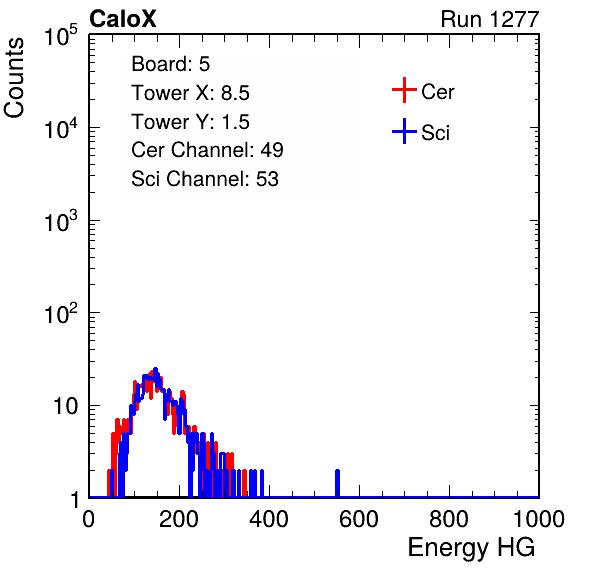 CaloX Run 1277
Counts
Board: 5
Tower X: 8.5
Tower Y: 1.5
Cer Channel: 49
Sci Channel: 53
Cer
Sci
10^5
10^4
10^3
10^2
10
1
0 200 400 600 800 1000
Energy HG